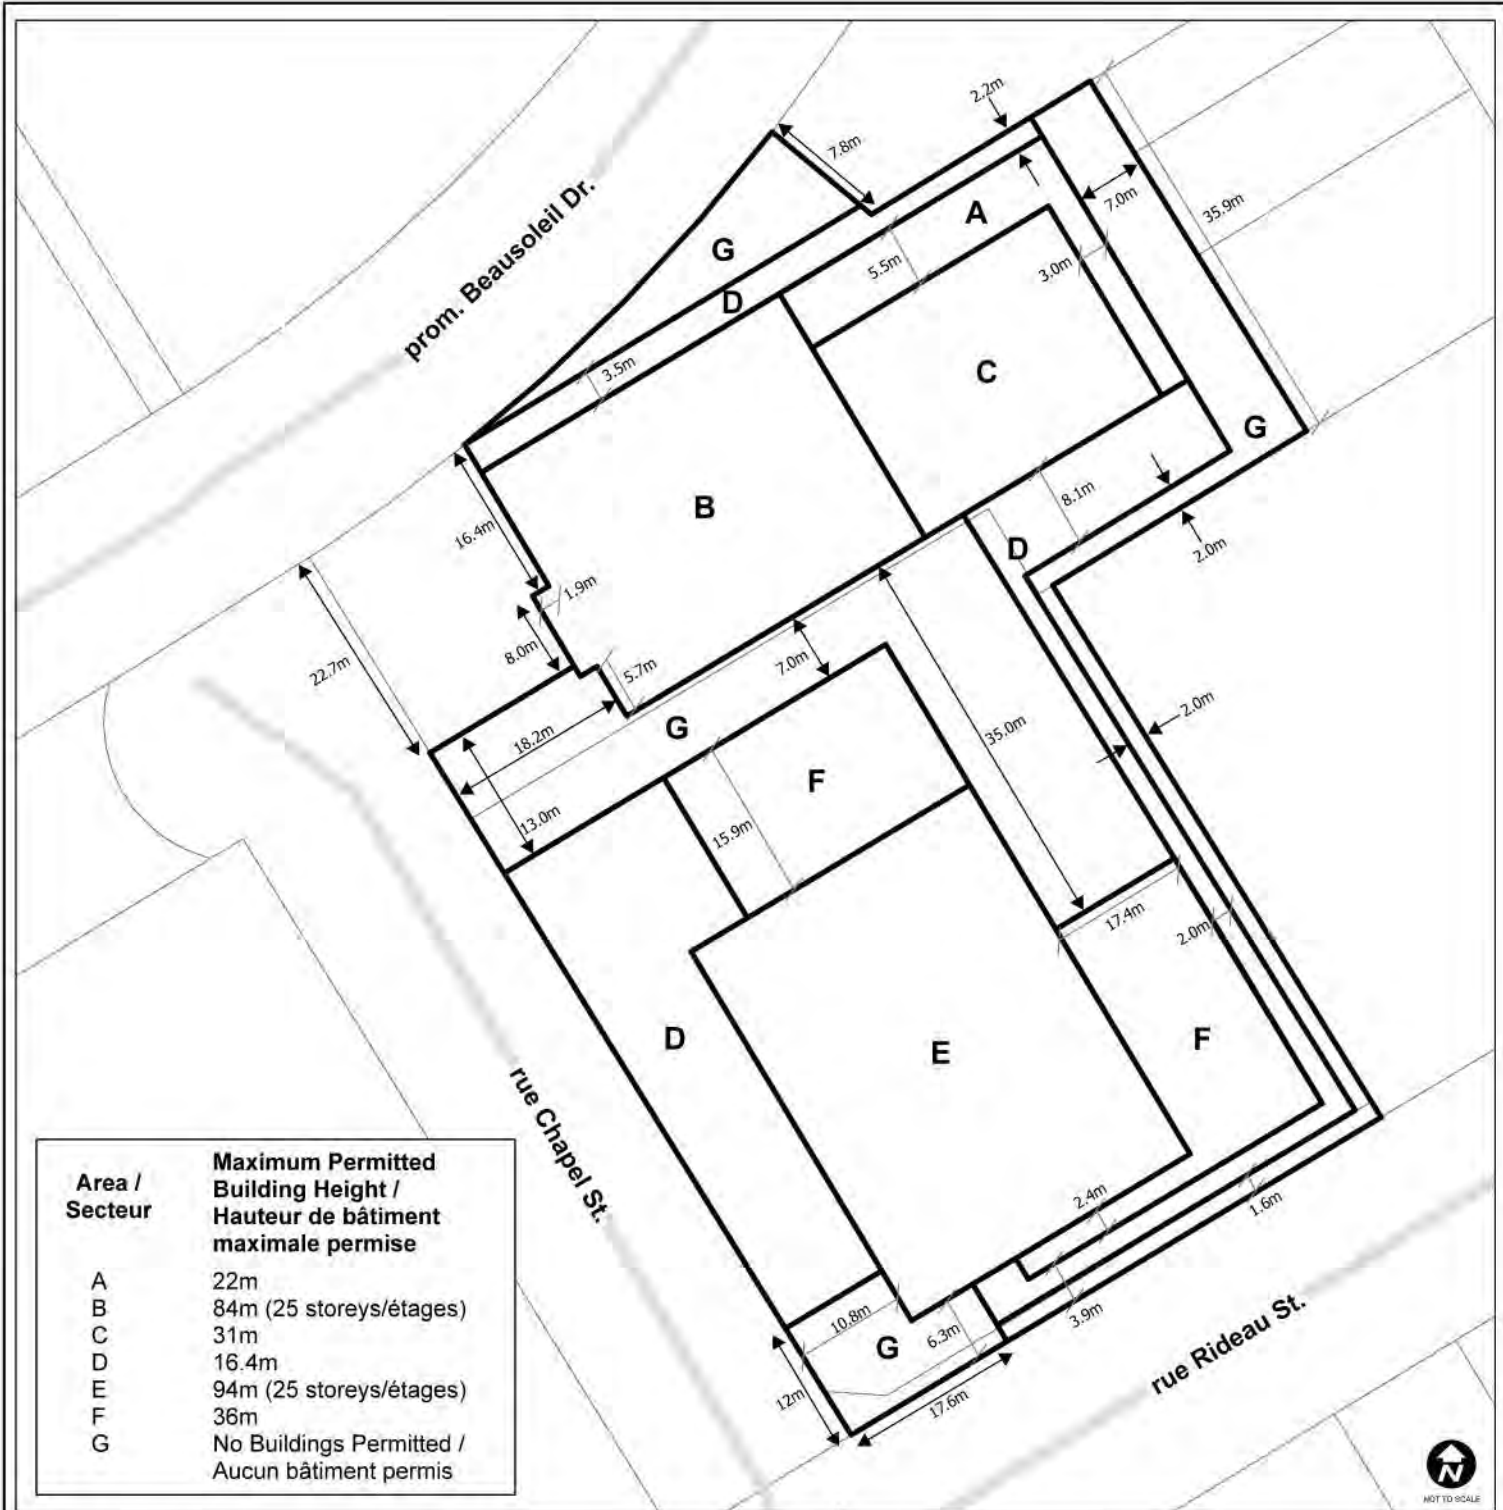 2.2m
7.8m
prom. Beausoleil Dr.
G
A
7.0m
35.9m
5.5m
3.0m
D
3.5m
C
G
B
8.1m
16.4m
D
2.0m
1.9m
22.7m
8.0m
5.7m
7.0m
G
2.0m
18.2m
35.0m
F
13.0m
15.9m
17.4m
2.0m
D
E
F
rue Chapel St.
2.4m
1.6m
10.8m
6.3m
3.9m
G
12m
17.6m
rue Rideau St.
Area / Secteur
Maximum Permitted
Building Height /
Hauteur de bâtiment
maximale permise
A 22m
B 84m (25 storeys/étages)
C 31m
D 16.4m
E 94m (25 storeys/étages)
F 36m
G No Buildings Permitted /
Aucun bâtiment permis
N
NOT TO SCALE